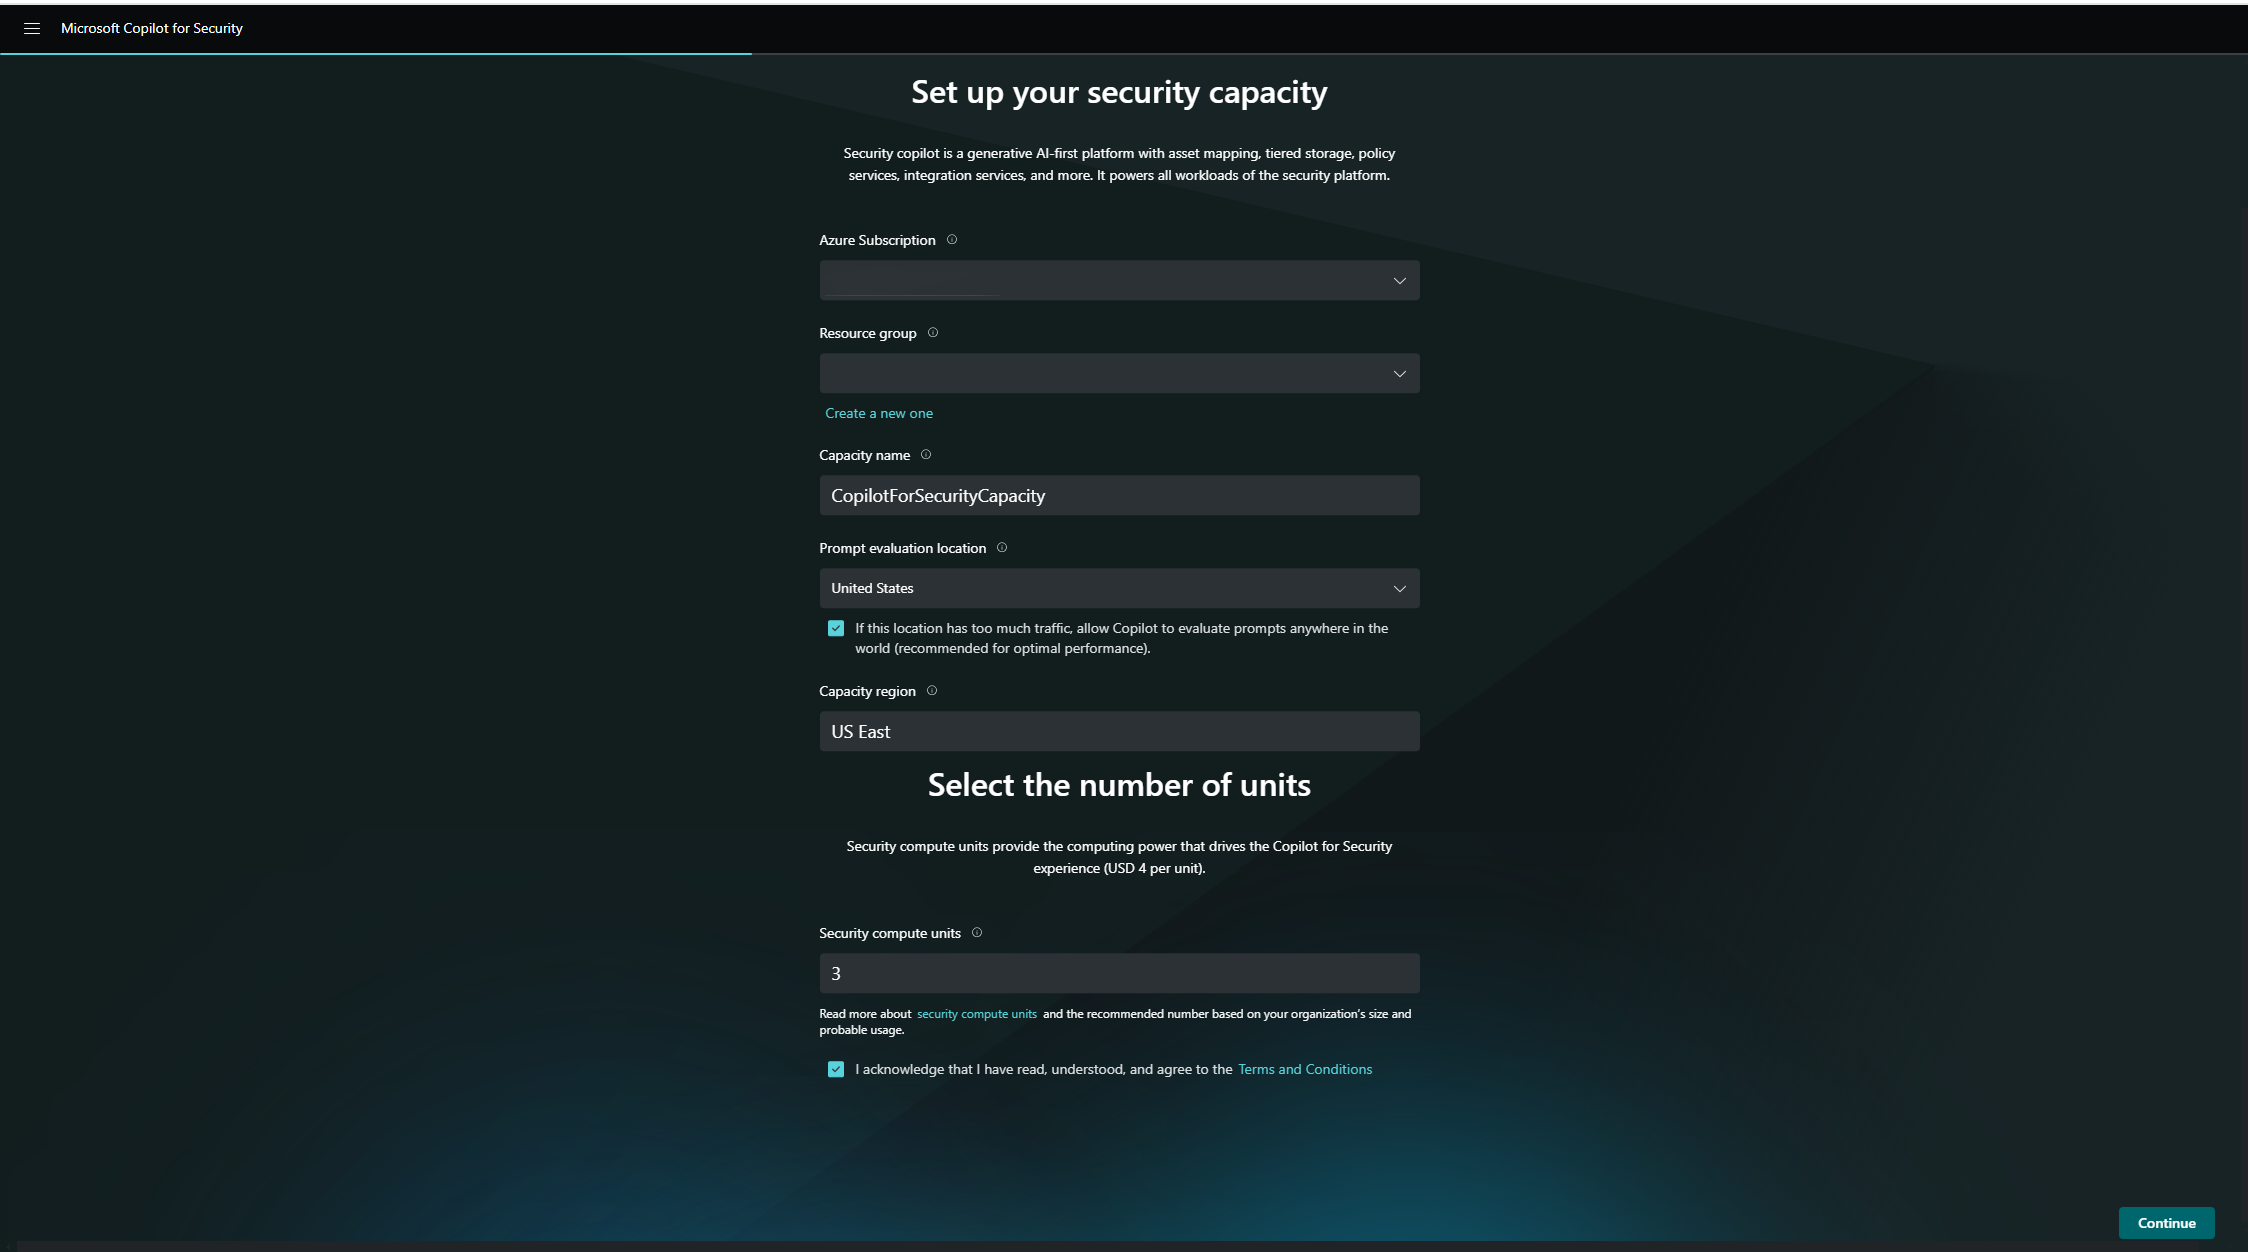 Microsoft Copilot for Security
Set up your security capacity
Security copilot is a generative AI-first platform with asset mapping, tiered storage, policy
services, integration services, and more. It powers all workloads of the security platform.
Azure Subscription
Resource group
Create a new one
Capacity name
CopilotForSecurityCapacity
Prompt evaluation location
United States
If this location has too much traffic, allow Copilot to evaluate prompts anywhere in the
world (recommended for optimal performance).
Capacity region
US East
Select the number of units
Security compute units provide the computing power that drives the Copilot for Security
experience (USD 4 per unit).
Security compute units
3
Read more about security compute units and the recommended number based on your organization's size and
probable usage.
I acknowledge that I have read, understood, and agree to the Terms and Conditions
Continue